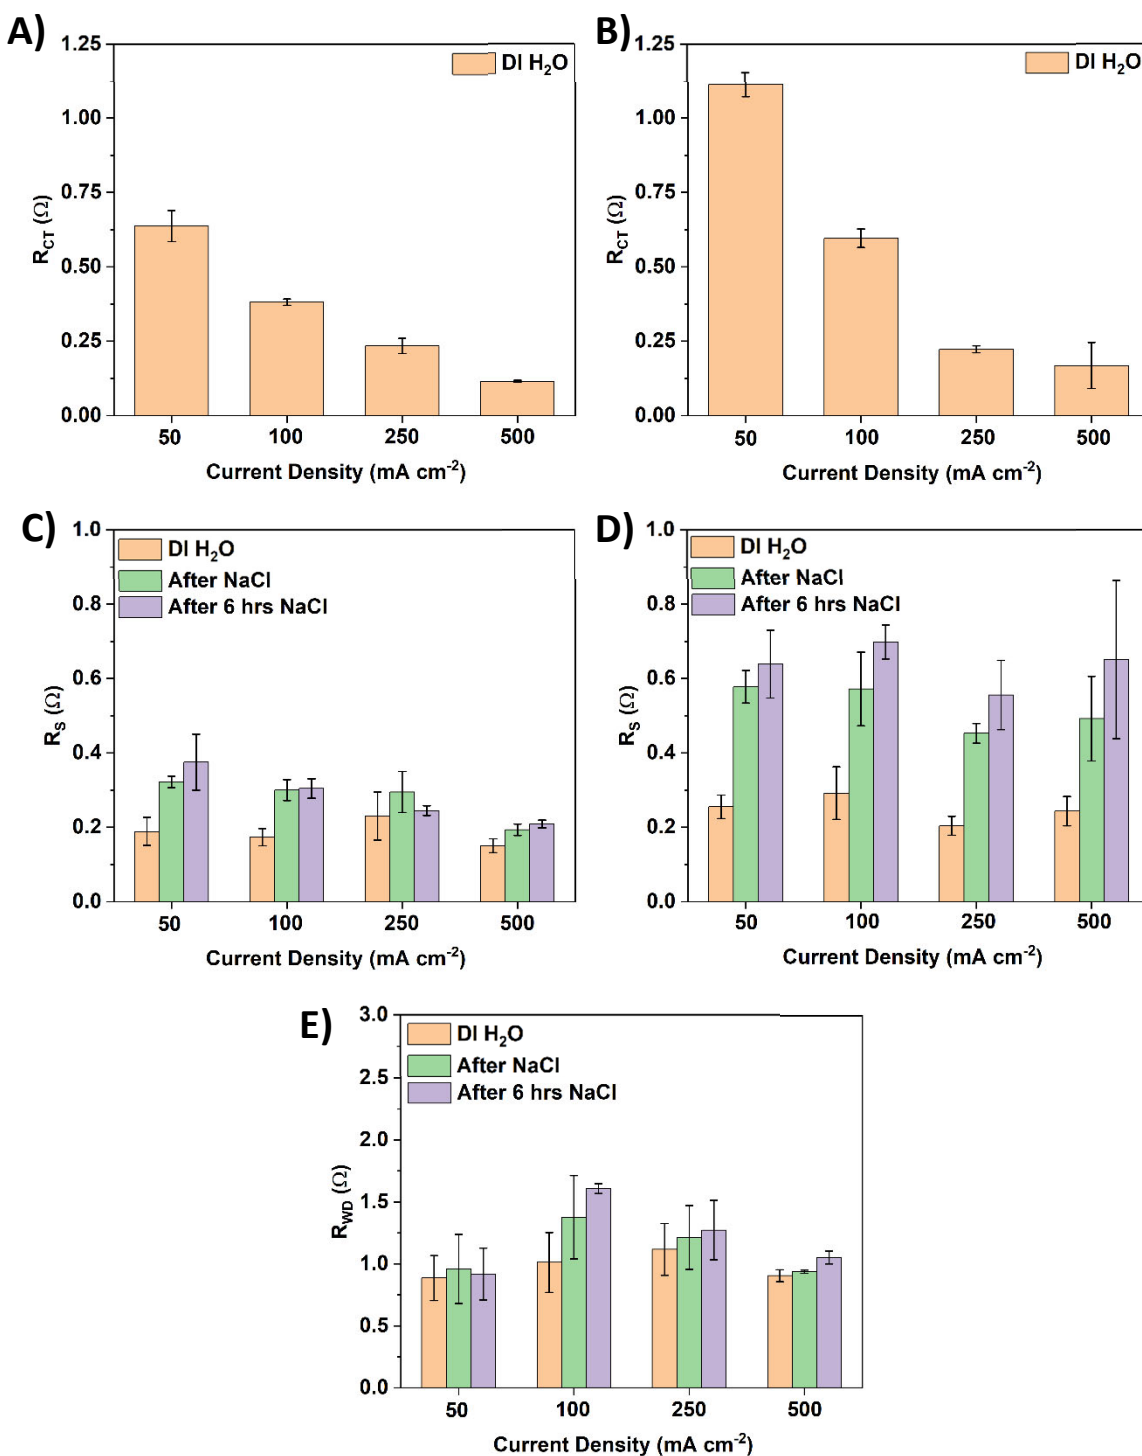 A)
1.25
1.00
0.75
0.50
0.25
0.00
R_CT (Ω)
DI H₂O
50 100 250 500
Current Density (mA cm⁻²)
B)
1.25
1.00
0.75
0.50
0.25
0.00
R_CT (Ω)
DI H₂O
50 100 250 500
Current Density (mA cm⁻²)
C)
1.0
0.8
0.6
0.4
0.2
0.0
R_S (Ω)
DI H₂O
After NaCl
After 6 hrs NaCl
50 100 250 500
Current Density (mA cm⁻²)
D)
1.0
0.8
0.6
0.4
0.2
0.0
R_S (Ω)
DI H₂O
After NaCl
After 6 hrs NaCl
50 100 250 500
Current Density (mA cm⁻²)
E)
3.0
2.5
2.0
1.5
1.0
0.5
0.0
R_WD (Ω)
DI H₂O
After NaCl
After 6 hrs NaCl
50 100 250 500
Current Density (mA cm⁻²)